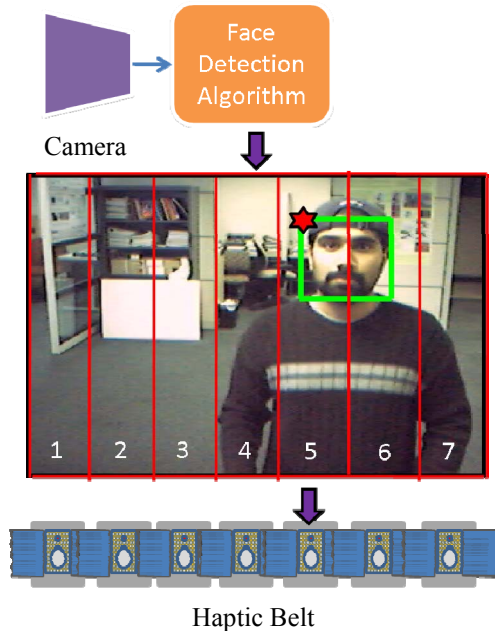 Face
Detection
Algorithm
Camera
1 2 3 4 5 6 7
Haptic Belt